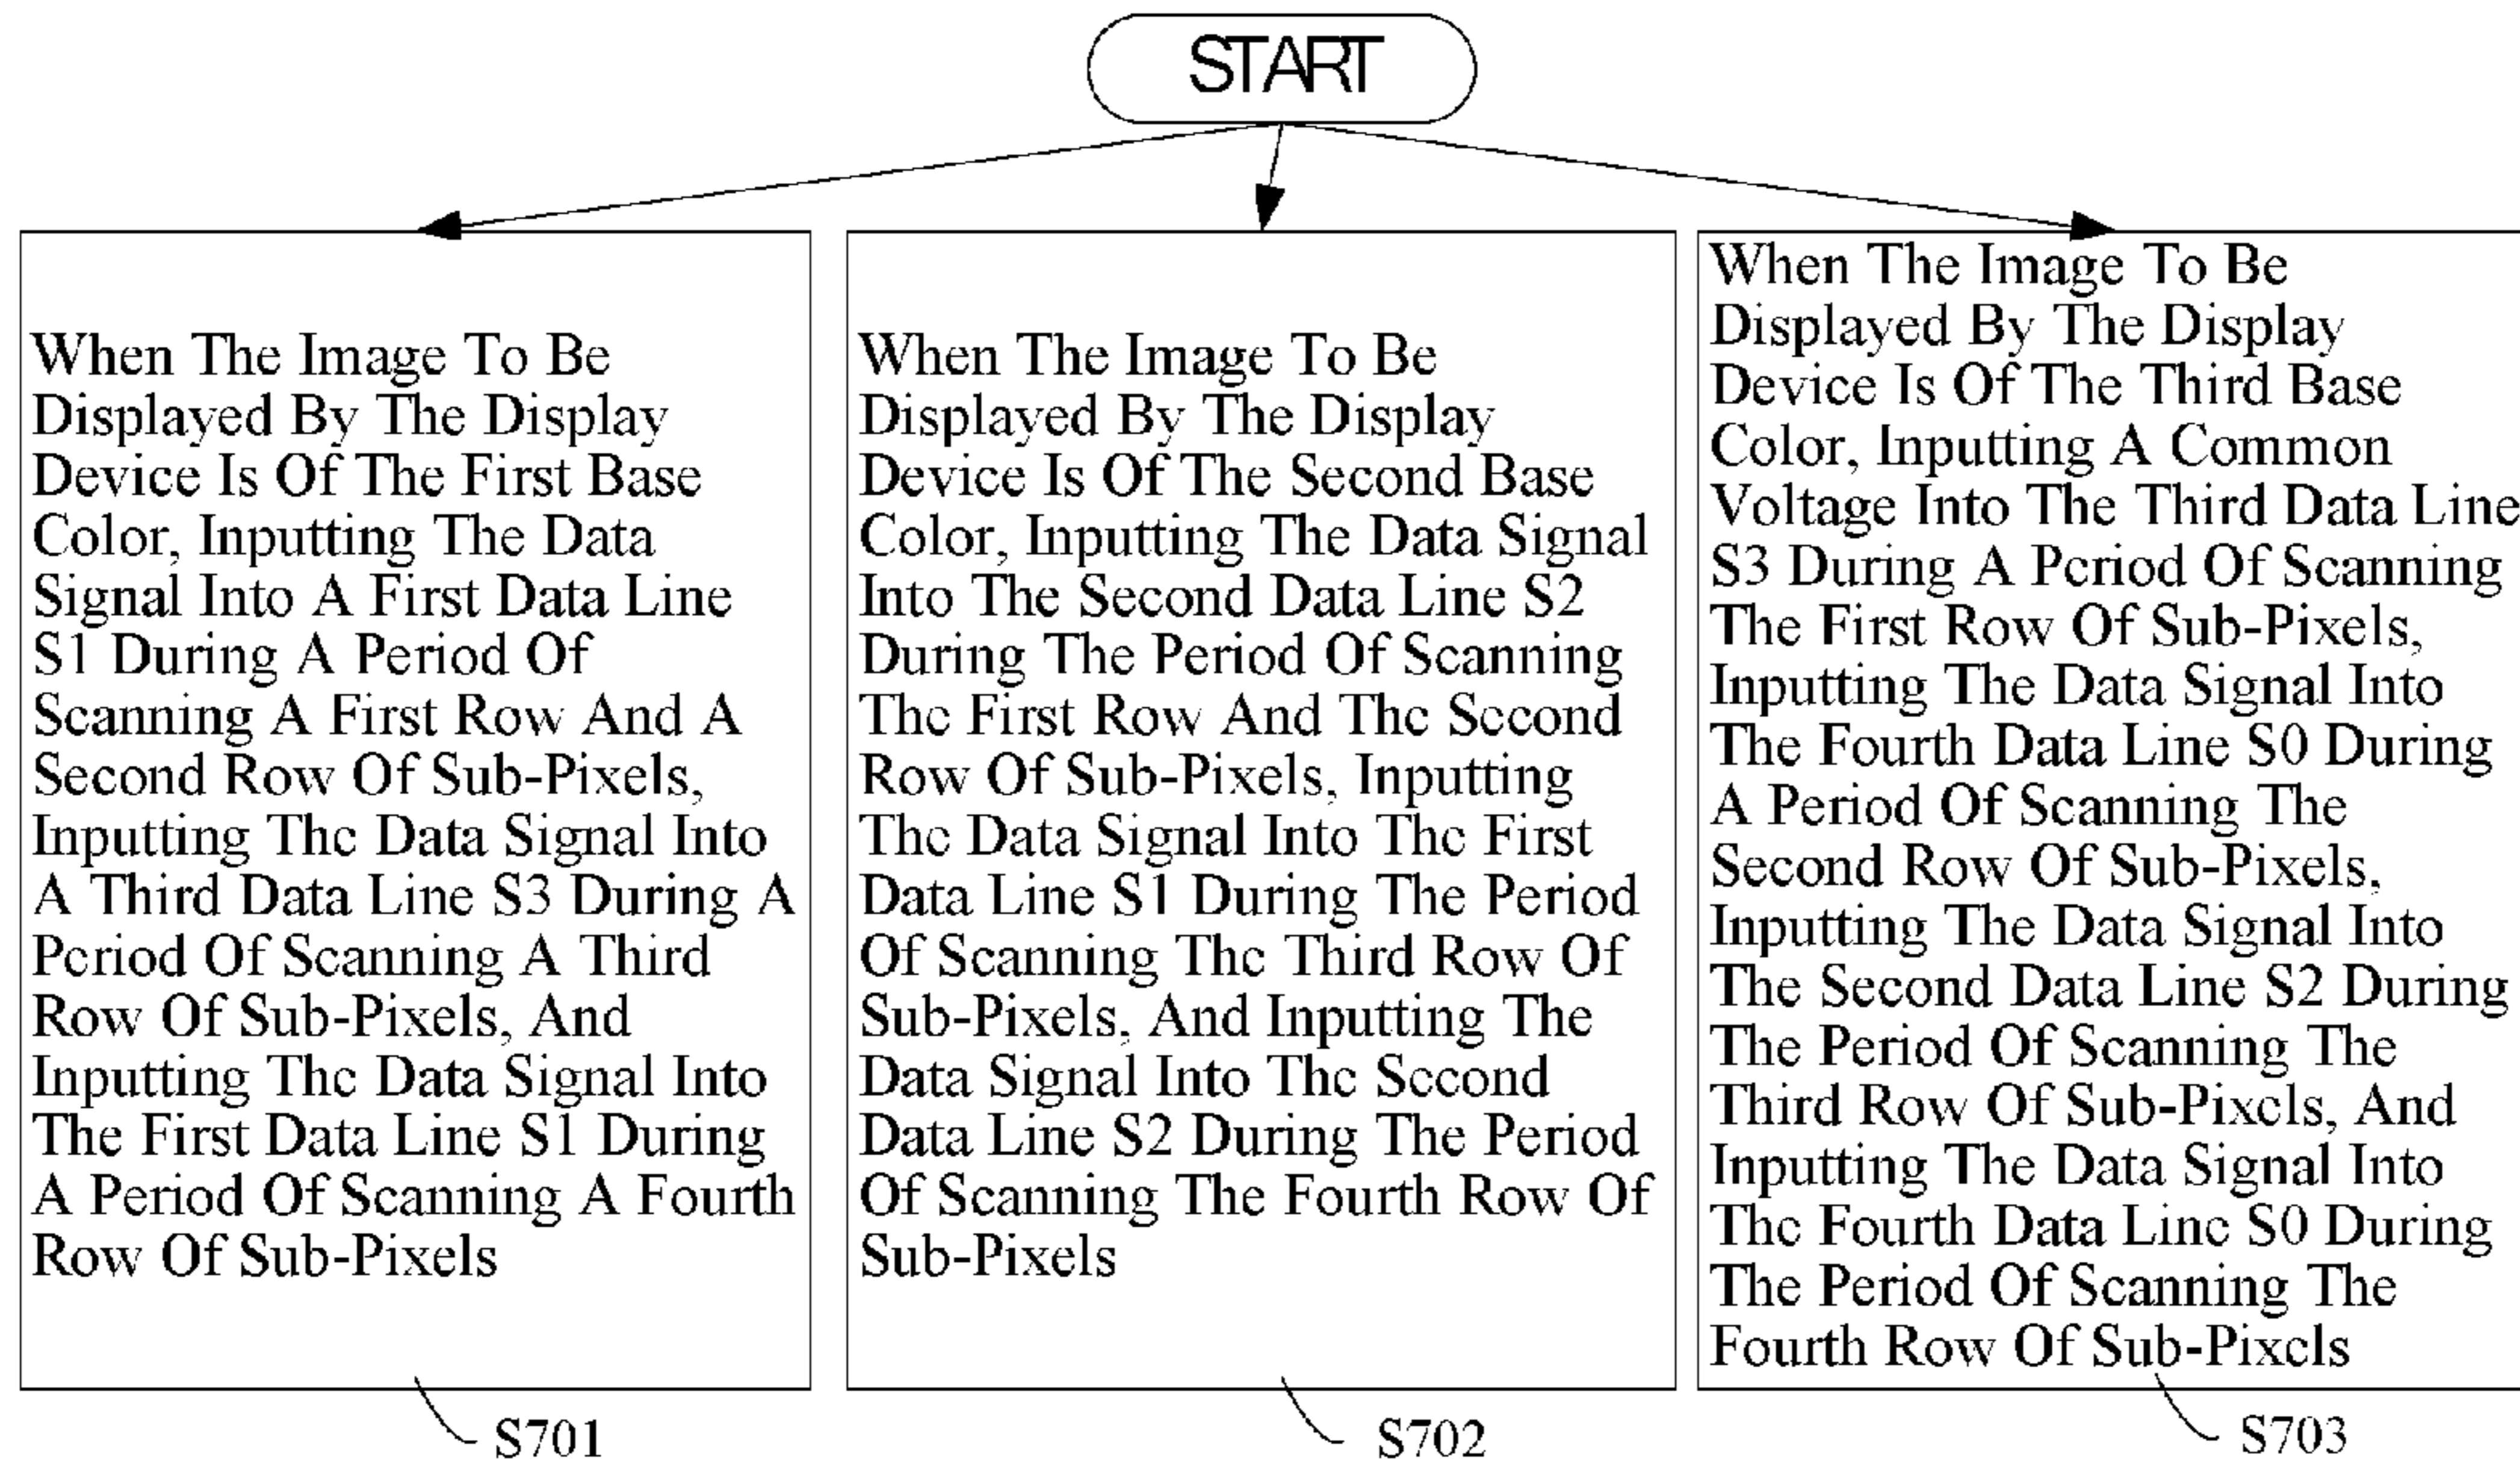 START
When The Image To Be
Displayed By The Display
Device Is Of The First Base
Color, Inputting The Data
Signal Into A First Data Line
S1 During A Period Of
Scanning A First Row And A
Second Row Of Sub-Pixels,
Inputting The Data Signal Into
A Third Data Line S3 During A
Period Of Scanning A Third
Row Of Sub-Pixels, And
Inputting The Data Signal Into
The First Data Line S1 During
A Period Of Scanning A Fourth
Row Of Sub-Pixels
S701
When The Image To Be
Displayed By The Display
Device Is Of The Second Base
Color, Inputting The Data Signal
Into The Second Data Line S2
During The Period Of Scanning
The First Row And The Second
Row Of Sub-Pixels, Inputting
The Data Signal Into The First
Data Line S1 During The Period
Of Scanning The Third Row Of
Sub-Pixels, And Inputting The
Data Signal Into The Second
Data Line S2 During The Period
Of Scanning The Fourth Row Of
Sub-Pixels
S702
When The Image To Be
Displayed By The Display
Device Is Of The Third Base
Color, Inputting A Common
Voltage Into The Third Data Line
S3 During A Period Of Scanning
The First Row Of Sub-Pixels,
Inputting The Data Signal Into
The Fourth Data Line S0 During
A Period Of Scanning The
Second Row Of Sub-Pixels,
Inputting The Data Signal Into
The Second Data Line S2 During
The Period Of Scanning The
Third Row Of Sub-Pixels, And
Inputting The Data Signal Into
The Fourth Data Line S0 During
The Period Of Scanning The
Fourth Row Of Sub-Pixels
S703